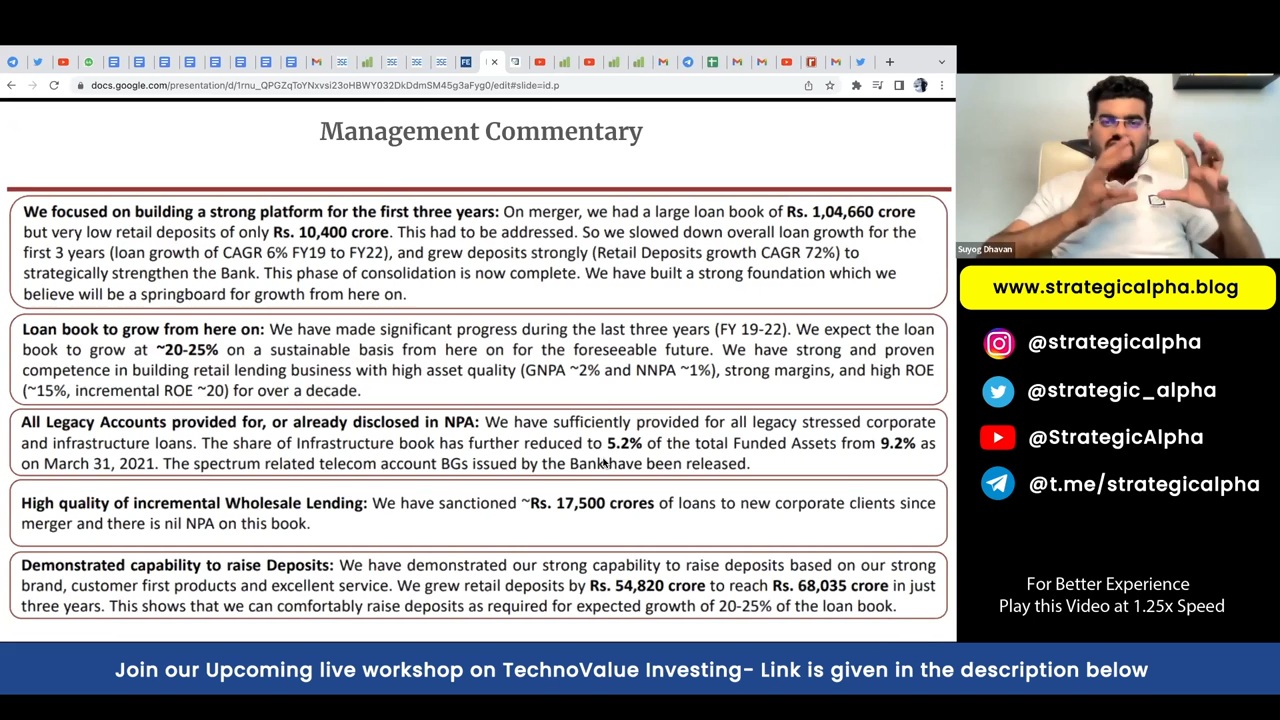 docs.google.com/presentation/d/1rnu_QPGZqToYNxvsi23oHBWY032DkDdmSM45g3aFyg0/edit#slide=id.p
Management Commentary
We focused on building a strong platform for the first three years: On merger, we had a large loan book of Rs. 1,04,660 crore
but very low retail deposits of only Rs. 10,400 crore. This had to be addressed. So we slowed down overall loan growth for the
first 3 years (loan growth of CAGR 6% FY19 to FY22), and grew deposits strongly (Retail Deposits growth CAGR 72%) to
strategically strengthen the Bank. This phase of consolidation is now complete. We have built a strong foundation which we
believe will be a springboard for growth from here on.
Loan book to grow from here on: We have made significant progress during the last three years (FY 19-22). We expect the loan
book to grow at ~20-25% on a sustainable basis from here on for the foreseeable future. We have strong and proven
competence in building retail lending business with high asset quality (GNPA ~2% and NNPA ~1%), strong margins, and high ROE
(~15%, incremental ROE ~20) for over a decade.
All Legacy Accounts provided for, or already disclosed in NPA: We have sufficiently provided for all legacy stressed corporate
and infrastructure loans. The share of Infrastructure book has further reduced to 5.2% of the total Funded Assets from 9.2% as
on March 31, 2021. The spectrum related telecom account BGs issued by the Bank have been released.
High quality of incremental Wholesale Lending: We have sanctioned ~Rs. 17,500 crores of loans to new corporate clients since
merger and there is nil NPA on this book.
Demonstrated capability to raise Deposits: We have demonstrated our strong capability to raise deposits based on our strong
brand, customer first products and excellent service. We grew retail deposits by Rs. 54,820 crore to reach Rs. 68,035 crore in just
three years. This shows that we can comfortably raise deposits as required for expected growth of 20-25% of the loan book.
Suyog Dhavan
www.strategicalpha.blog
@strategicalpha
@strategic_alpha
@StrategicAlpha
@t.me/strategicalpha
For Better Experience
Play this Video at 1.25x Speed
Join our Upcoming live workshop on TechnoValue Investing- Link is given in the description below